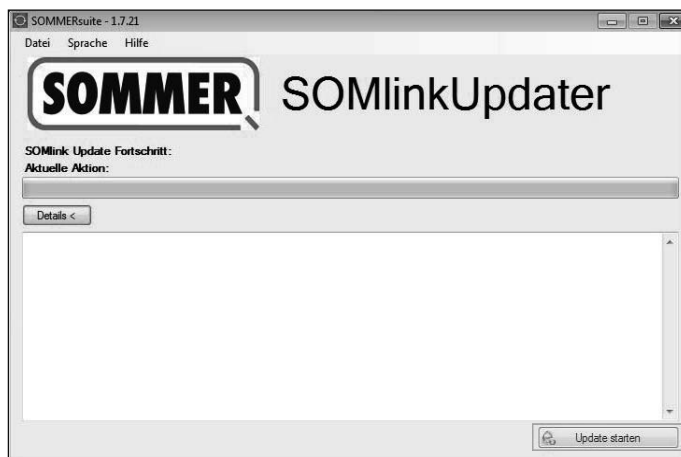 SOMMERsuite - 1.7.21
Datei Sprache Hilfe
SOMMER SOMlinkUpdater
SOMlink Update Fortschritt:
Aktuelle Aktion:
Details <
Update starten